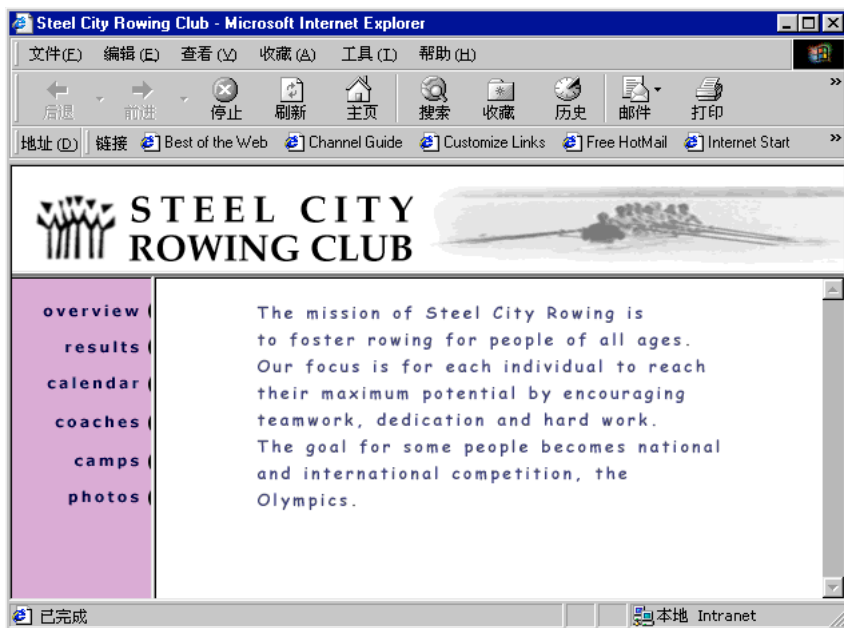 Steel City Rowing Club - Microsoft Internet Explorer
文件(F) 编辑(E) 查看(V) 收藏(A) 工具(T) 帮助(H)
后退 前进 停止 刷新 主页 搜索 收藏 历史 邮件 打印 »
地址(D) 链接 Best of the Web Channel Guide Customize Links Free HotMail Internet Start »
STEEL CITY
ROWING CLUB
overview
results
calendar
coaches
camps
photos
The mission of Steel City Rowing is
to foster rowing for people of all ages.
Our focus is for each individual to reach
their maximum potential by encouraging
teamwork, dedication and hard work.
The goal for some people becomes national
and international competition, the
Olympics.
已完成 本地 Intranet